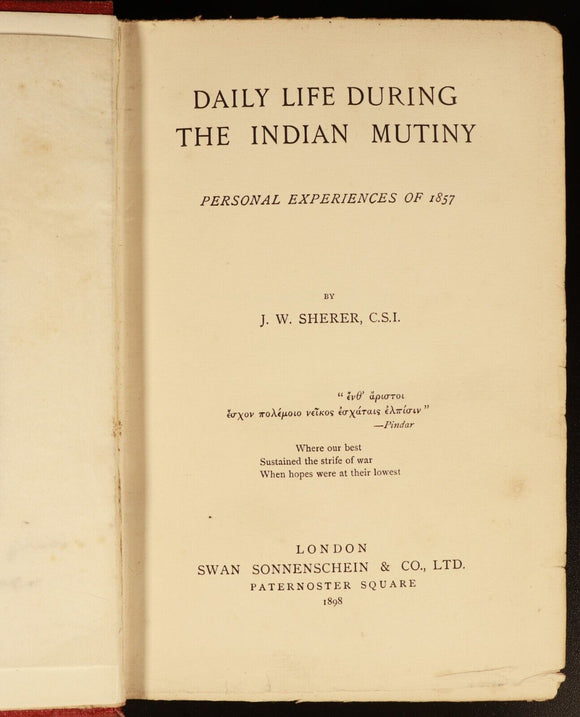 DAILY LIFE DURING
THE INDIAN MUTINY
PERSONAL EXPERIENCES OF 1857
BY
J. W. SHERER, C.S.I.
“ ἔνθ’ ἄριστοι
ἔσχον πολέμοιο νεῖκος ἐσχάταις ἐλπίσιν”
—Pindar
Where our best
Sustained the strife of war
When hopes were at their lowest
LONDON
SWAN SONNENSCHEIN & CO., LTD.
PATERNOSTER SQUARE
1898